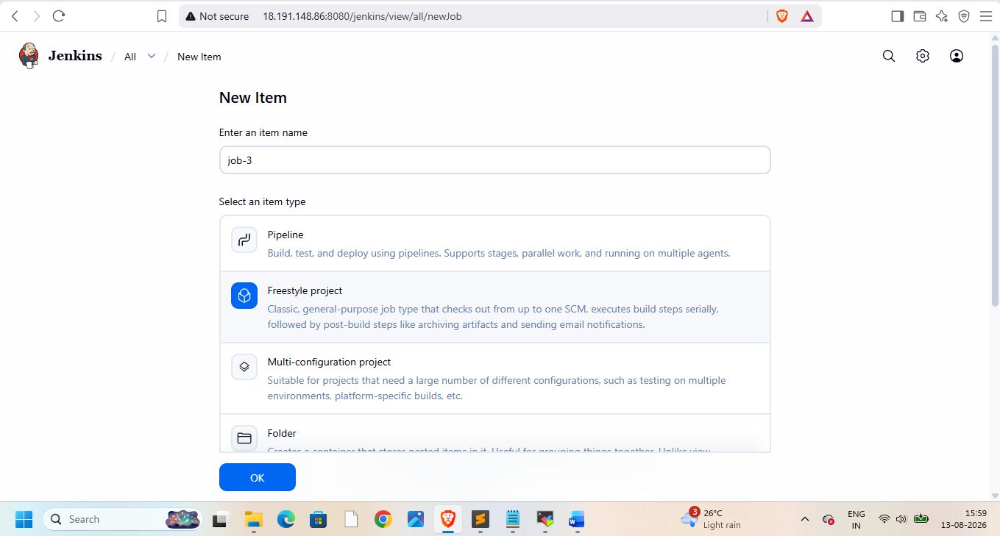 Not secure 18.191.148.86:8080/jenkins/view/all/newJob
Jenkins / All / New Item
New Item
Enter an item name
job-3
Select an item type
Pipeline
Build, test, and deploy using pipelines. Supports stages, parallel work, and running on multiple agents.
Freestyle project
Classic, general-purpose job type that checks out from up to one SCM, executes build steps serially,
followed by post-build steps like archiving artifacts and sending email notifications.
Multi-configuration project
Suitable for projects that need a large number of different configurations, such as testing on multiple
environments, platform-specific builds, etc.
Folder
Creates a container that stores nested items in it. Useful for grouping things together. Unlike view,
OK
Search
3
26°C
Light rain
ENG
IN
15:59
13-08-2026